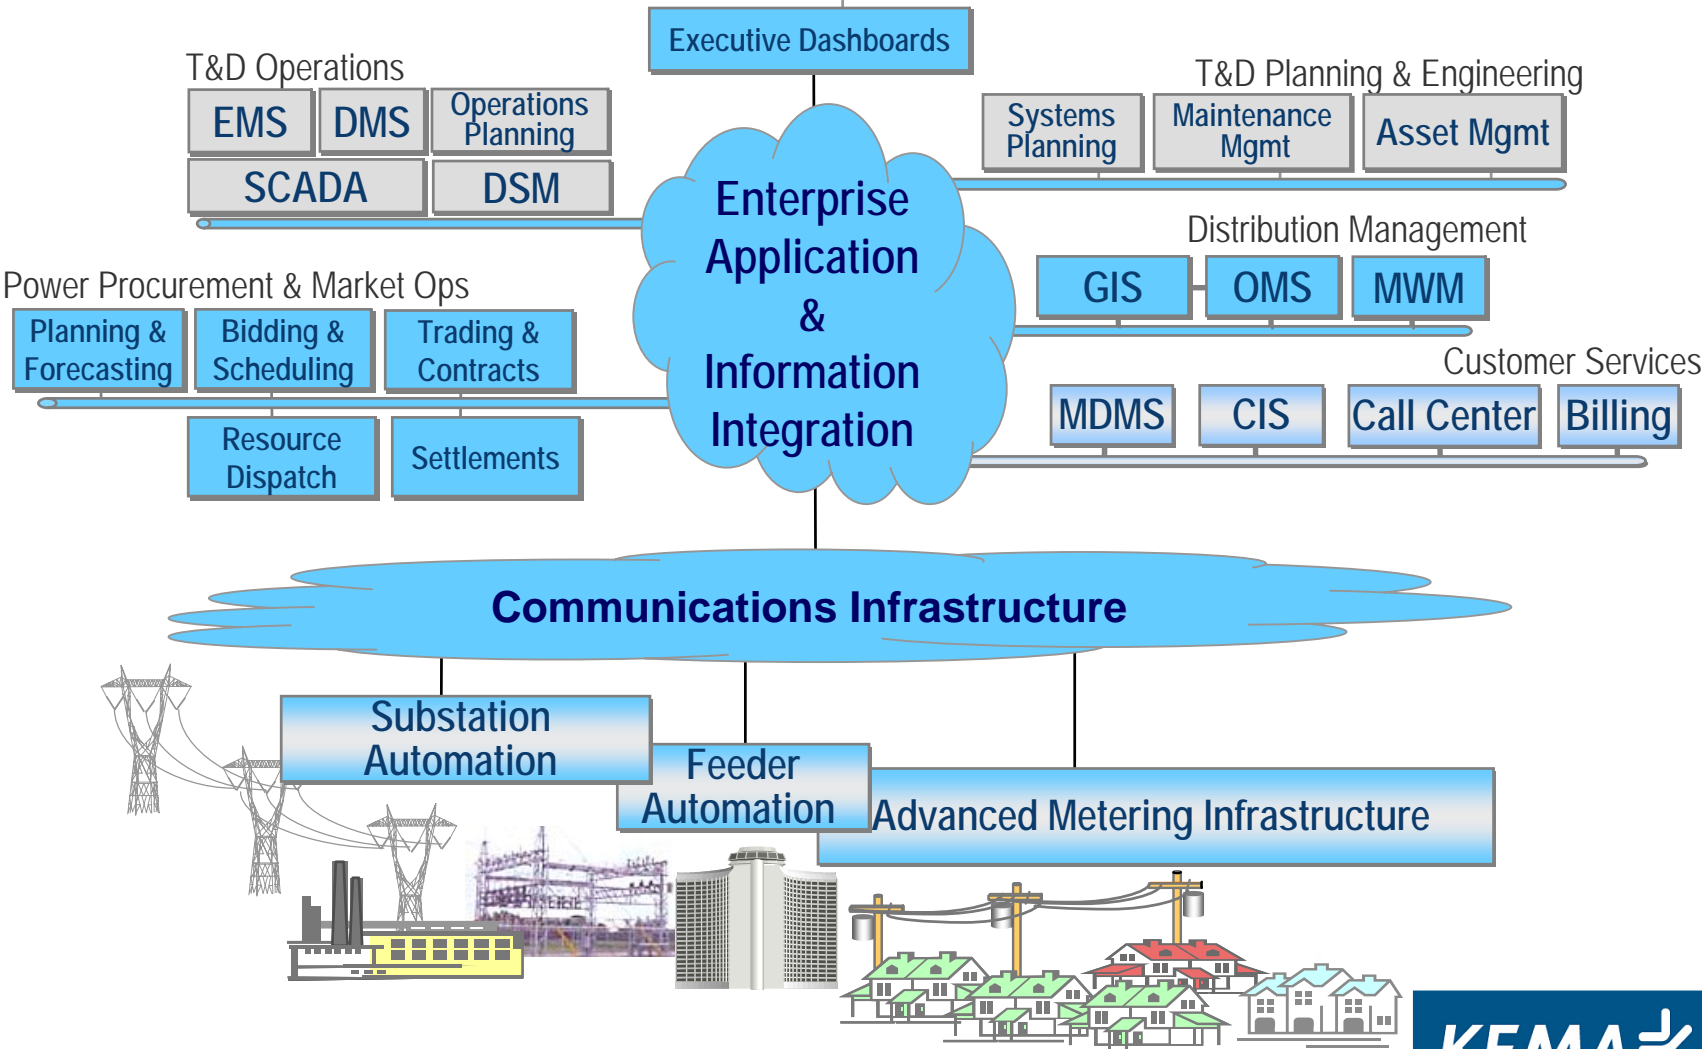 Executive Dashboards
T&D Operations
EMS
DMS
Operations
Planning
SCADA
DSM
T&D Planning & Engineering
Systems
Planning
Maintenance
Mgmt
Asset Mgmt
Enterprise
Application
&
Information
Integration
Distribution Management
GIS
OMS
MWM
Power Procurement & Market Ops
Planning &
Forecasting
Bidding &
Scheduling
Trading &
Contracts
Resource
Dispatch
Settlements
Customer Services
MDMS
CIS
Call Center
Billing
Communications Infrastructure
Substation
Automation
Feeder
Automation
Advanced Metering Infrastructure
KEMA